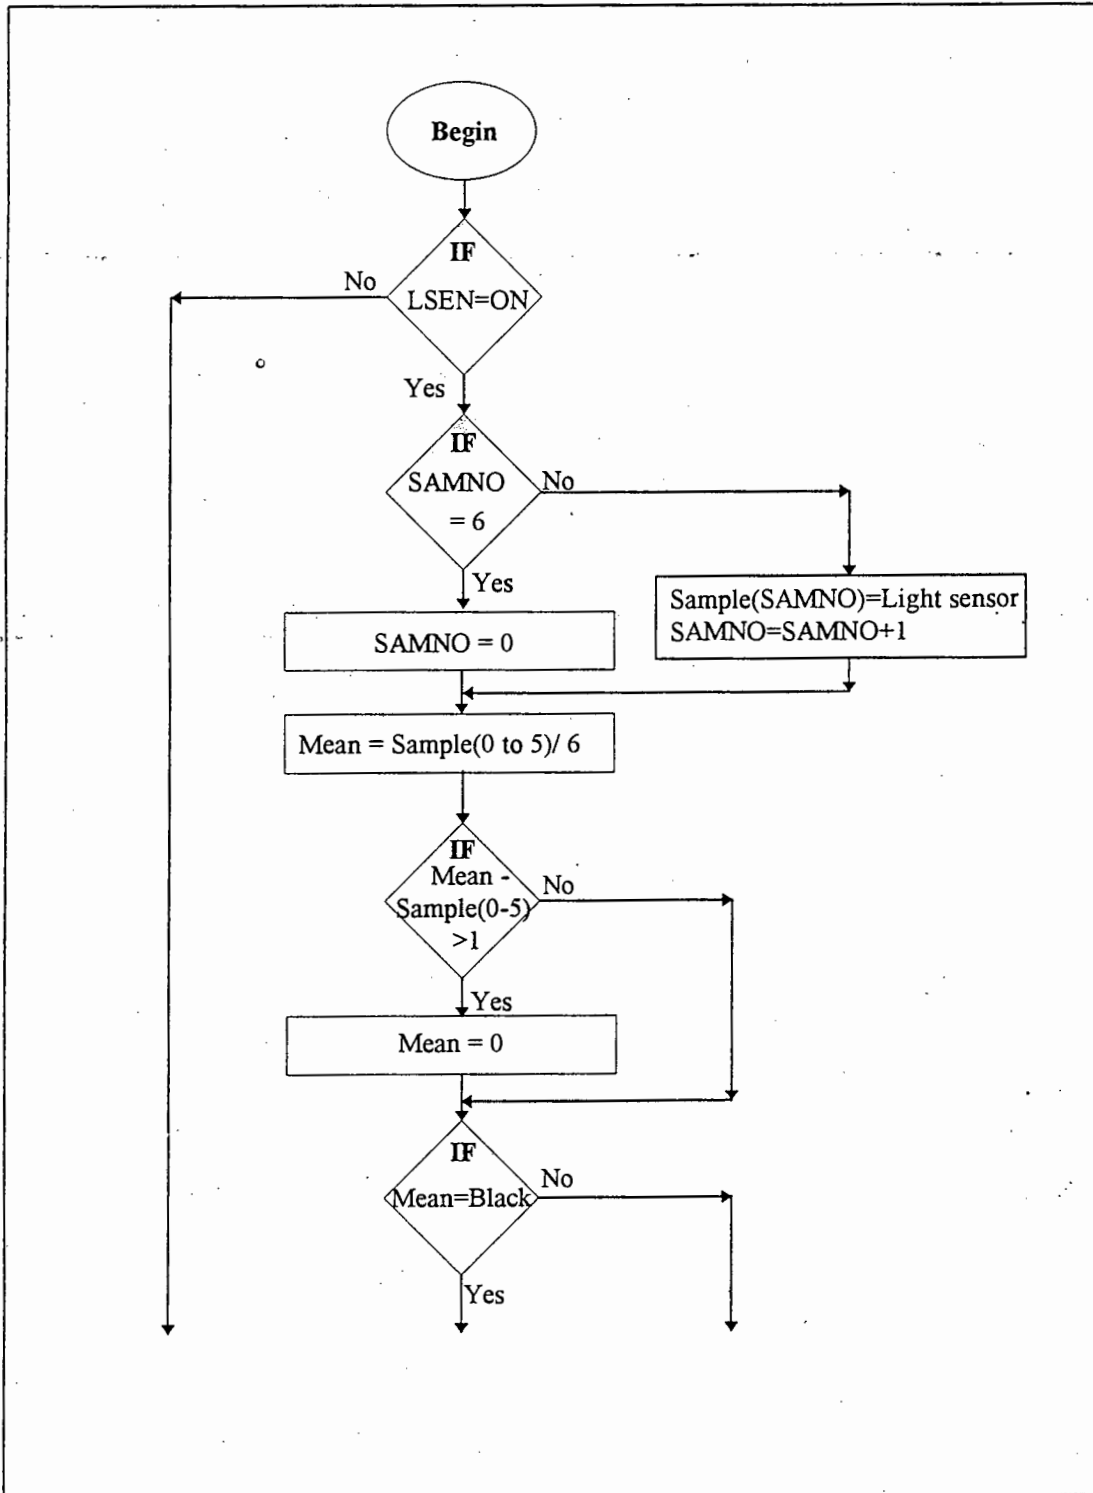 Begin
IF
LSEN=ON
No
Yes
IF
SAMNO
= 6
No
Yes
Sample(SAMNO)=Light sensor
SAMNO=SAMNO+1
SAMNO = 0
Mean = Sample(0 to 5)/ 6
IF
Mean -
Sample(0-5)
>1
No
Yes
Mean = 0
IF
Mean=Black
No
Yes